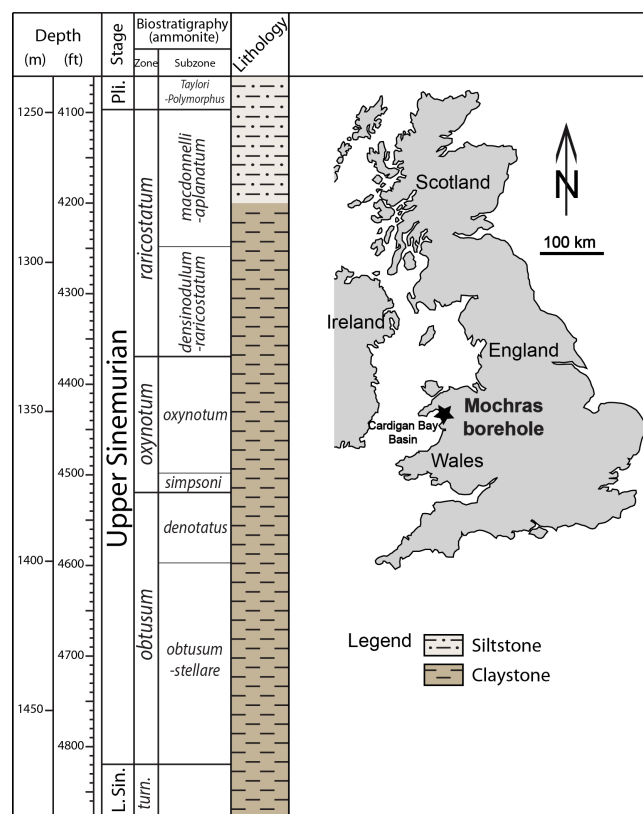 Depth
(m) (ft)
Stage
Biostratigraphy
(ammonite)
Zone Subzone
Lithology
1250
1300
1350
1400
1450
4100
4200
4300
4400
4500
4600
4700
4800
Pli.
Upper Sinemurian
L. Sin.
raricostatum
oxynotum
obtusum
turn.
Taylori
-Polymorphus
macdonnelli
-aplanatum
densinodulum
-raricostatum
oxynotum
simpsoni
denotatus
obtusum
-stellare
Scotland
N
100 km
Ireland
England
Mochras
borehole
Cardigan Bay
Basin
Wales
Legend
Siltstone
Claystone